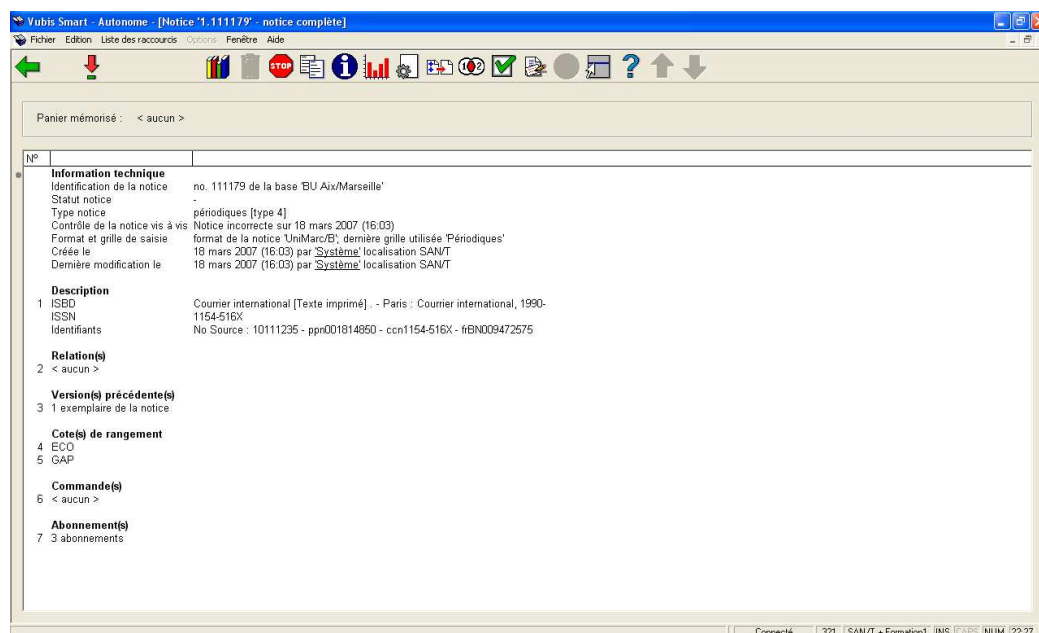 Vubis Smart - Autonome - [Notice '1.111179' - notice complète]
Fichier Edition Liste des raccourcis Options Fenêtre Aide
STOP
Panier mémorisé : < aucun >
Nº
Information technique
Identification de la notice no. 111179 de la base 'BU Aix/Marseille'
Statut notice -
Type notice périodiques [type 4]
Contrôle de la notice vis à vis Notice incorrecte sur 18 mars 2007 (16:03)
Format et grille de saisie format de la notice 'UniMarc/B'; dernière grille utilisée 'Périodiques'
Créée le 18 mars 2007 (16:03) par 'Système' localisation SAN/T
Dernière modification le 18 mars 2007 (16:03) par 'Système' localisation SAN/T
Description
1 ISBD Courrier international [Texte imprimé] . - Paris : Courrier international, 1990-
ISSN 1154-516X
Identifiants No Source : 10111235 - ppn001814850 - ccn1154-516X - frBN009472575
Relation(s)
2 < aucun >
Version(s) précédente(s)
3 1 exemplaire de la notice
Cote(s) de rangement
4 ECO
5 GAP
Commande(s)
6 < aucun >
Abonnement(s)
7 3 abonnements
Connecté 321 SAN/T + Formation1 INS CAPS NUM 22:27